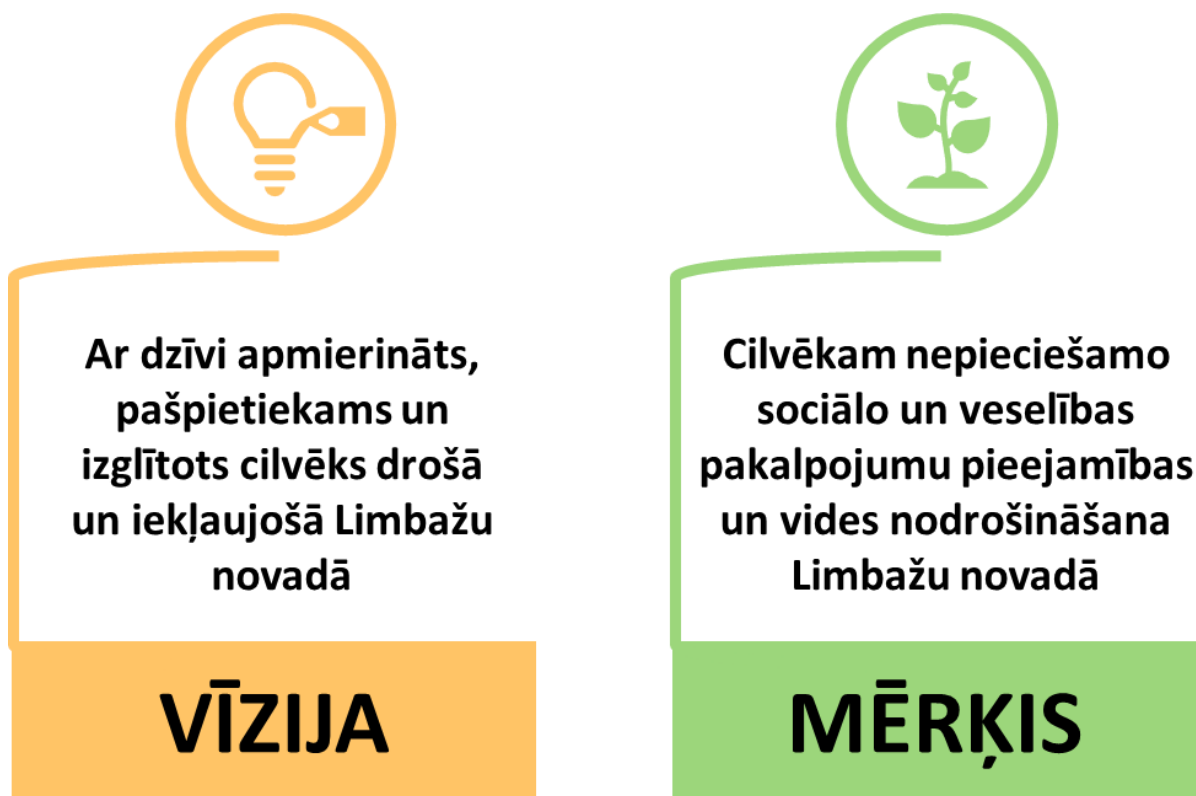 Ar dzīvi apmierināts,
pašpietiekams un
izglītots cilvēks drošā
un iekļaujošā Limbažu
novadā
VĪZIJA
Cilvēkam nepieciešamo
sociālo un veselības
pakalpojumu pieejamības
un vides nodrošināšana
Limbažu novadā
MĒRĶIS